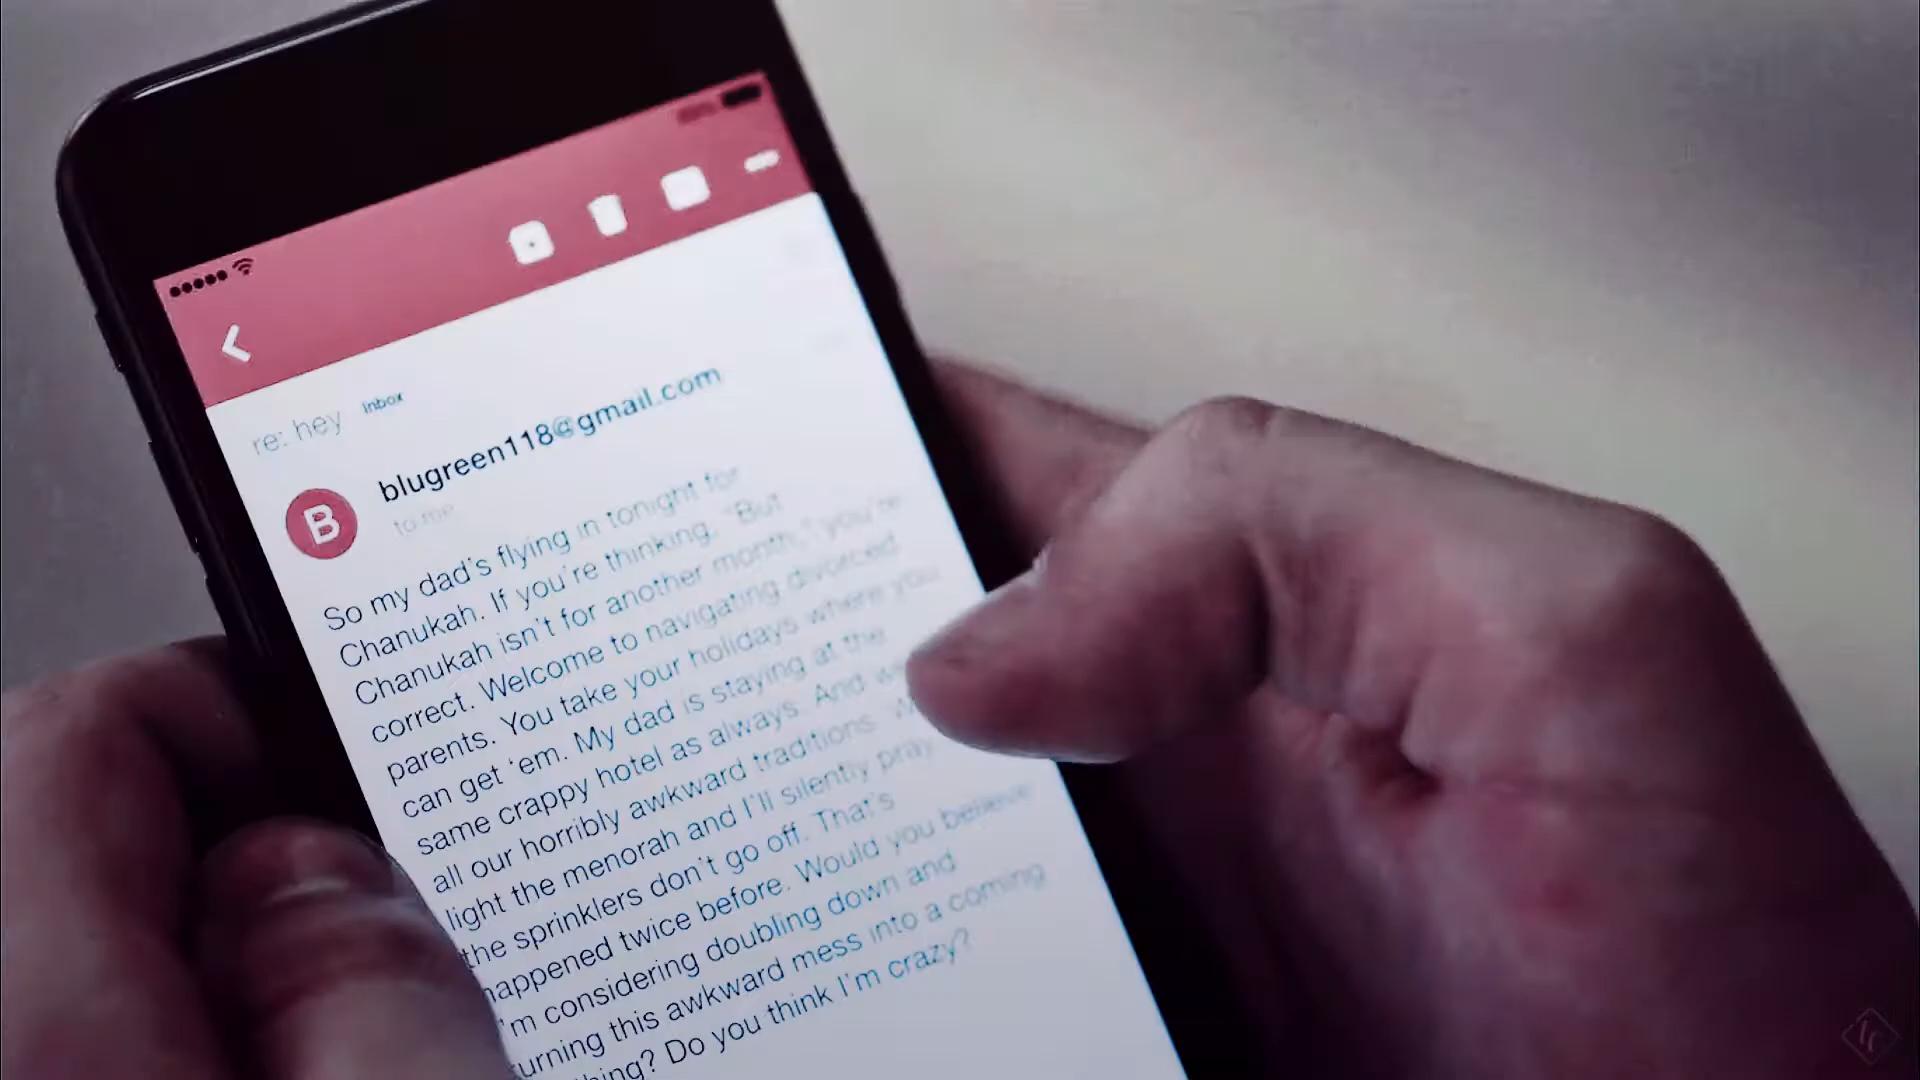 re: hey Inbox
blugreen118@gmail.com
to me
B
So my dad's flying in tonight for
Chanukah. If you're thinking, "But
Chanukah isn't for another month," you're
correct. Welcome to navigating divorced
parents. You take your holidays where you
can get 'em. My dad is staying at the
same crappy hotel as always. And
all our horribly awkward traditions.
light the menorah and I'll silently pray
the sprinklers don't go off. That's
happened twice before. Would you believe
I'm considering doubling down and
turning this awkward mess into a coming
Do you think I'm crazy?